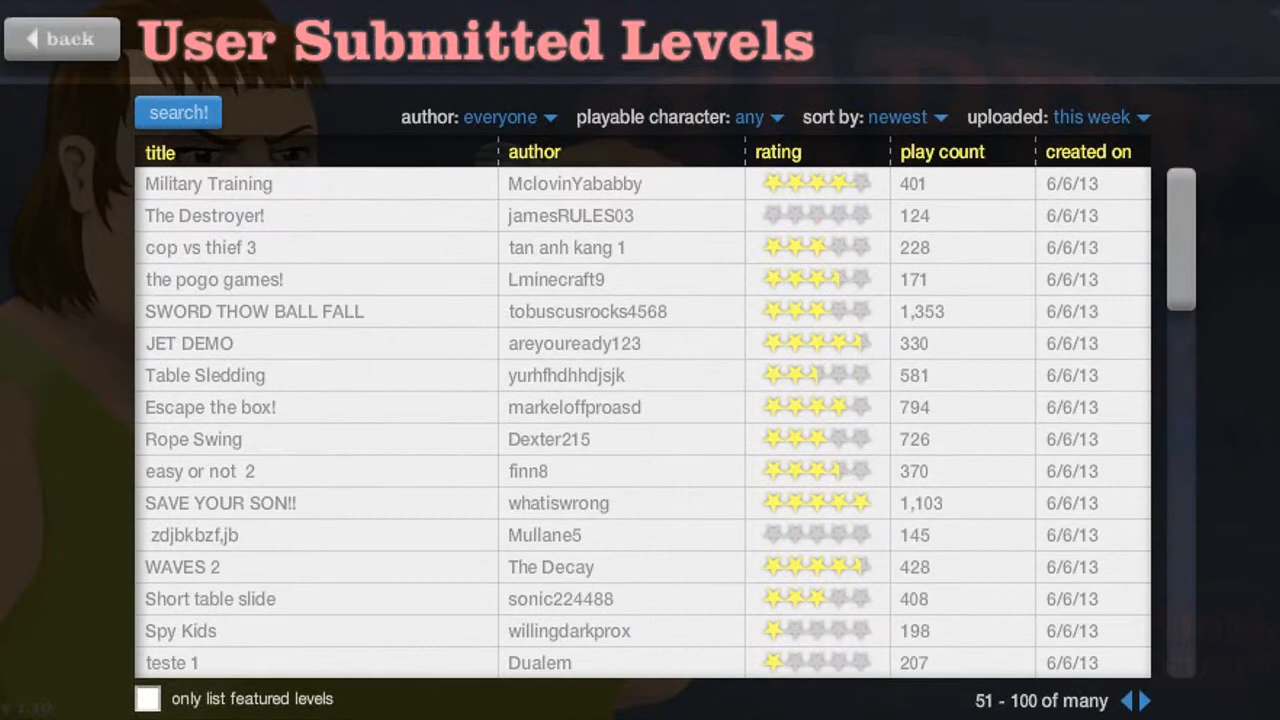 back
User Submitted Levels
search!
author: everyone playable character: any sort by: newest uploaded: this week
title author rating play count created on
Military Training MclovinYababby 401 6/6/13
The Destroyer! jamesRULES03 124 6/6/13
cop vs thief 3 tan anh kang 1 228 6/6/13
the pogo games! Lminecraft9 171 6/6/13
SWORD THOW BALL FALL tobuscusrocks4568 1,353 6/6/13
JET DEMO areyouready123 330 6/6/13
Table Sledding yurhfhdhhdjsjk 581 6/6/13
Escape the box! markeloffproasd 794 6/6/13
Rope Swing Dexter215 726 6/6/13
easy or not 2 finn8 370 6/6/13
SAVE YOUR SON!! whatiswrong 1,103 6/6/13
zdjbkbzf,jb Mullane5 145 6/6/13
WAVES 2 The Decay 428 6/6/13
Short table slide sonic224488 408 6/6/13
Spy Kids willingdarkprox 198 6/6/13
teste 1 Dualem 207 6/6/13
only list featured levels 51 - 100 of many